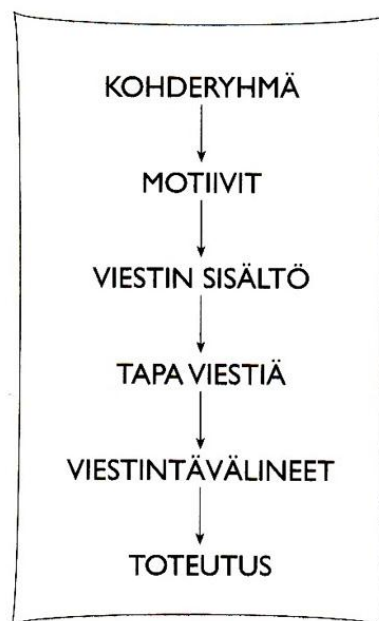 KOHDERYHMÄ
MOTIIVIT
VIESTIN SISÄLTÖ
TAPA VIESTIÄ
VIESTINTÄVÄLINEET
TOTEUTUS